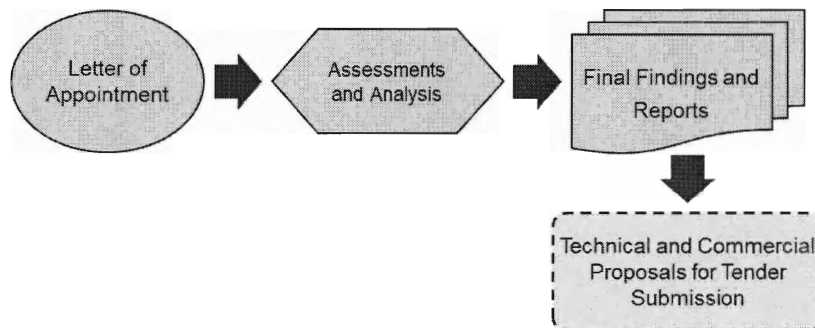 Letter of
Appointment
Assessments
and Analysis
Final Findings and
Reports
Technical and Commercial
Proposals for Tender
Submission